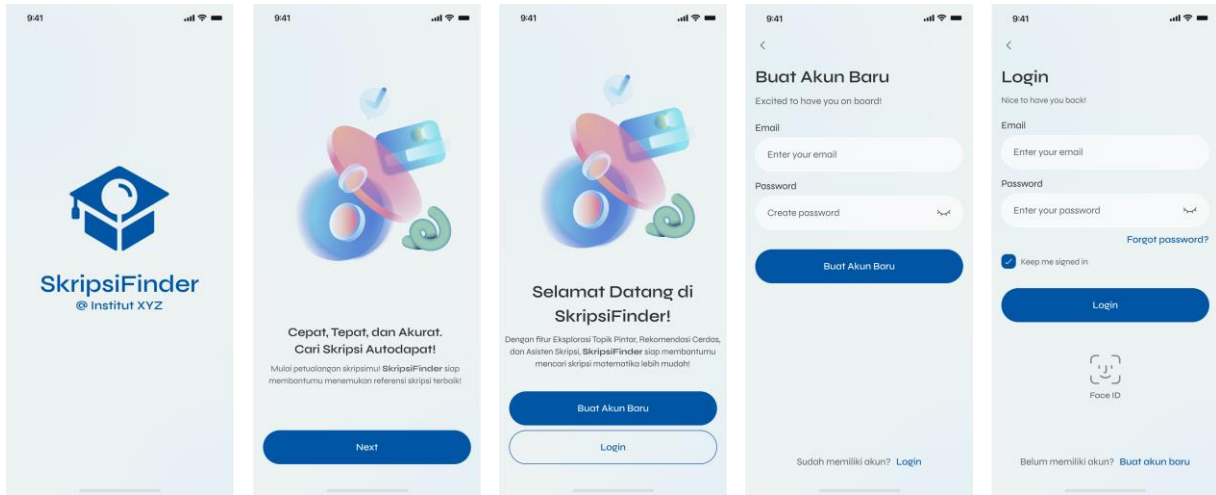 9:41
SkripsiFinder
@ Institut XYZ
9:41
Cepat, Tepat, dan Akurat.
Cari Skripsi Autodapat!
Mulai petualangan skripsimu! SkripsiFinder siap
membantumu menemukan referensi skripsi terbaik!
Next
9:41
Selamat Datang di
SkripsiFinder!
Dengan fitur Eksplorasi Topik Pintar, Rekomendasi Cerdas,
dan Asisten Skripsi, SkripsiFinder siap membantumu
mencari skripsi matematika lebih mudah!
Buat Akun Baru
Login
9:41
Buat Akun Baru
Excited to have you on board!
Email
Enter your email
Password
Create password
Buat Akun Baru
Sudah memiliki akun? Login
9:41
Login
Nice to have you back!
Email
Enter your email
Password
Enter your password
Forgot password?
Keep me signed in
Login
Face ID
Belum memiliki akun? Buat akun baru